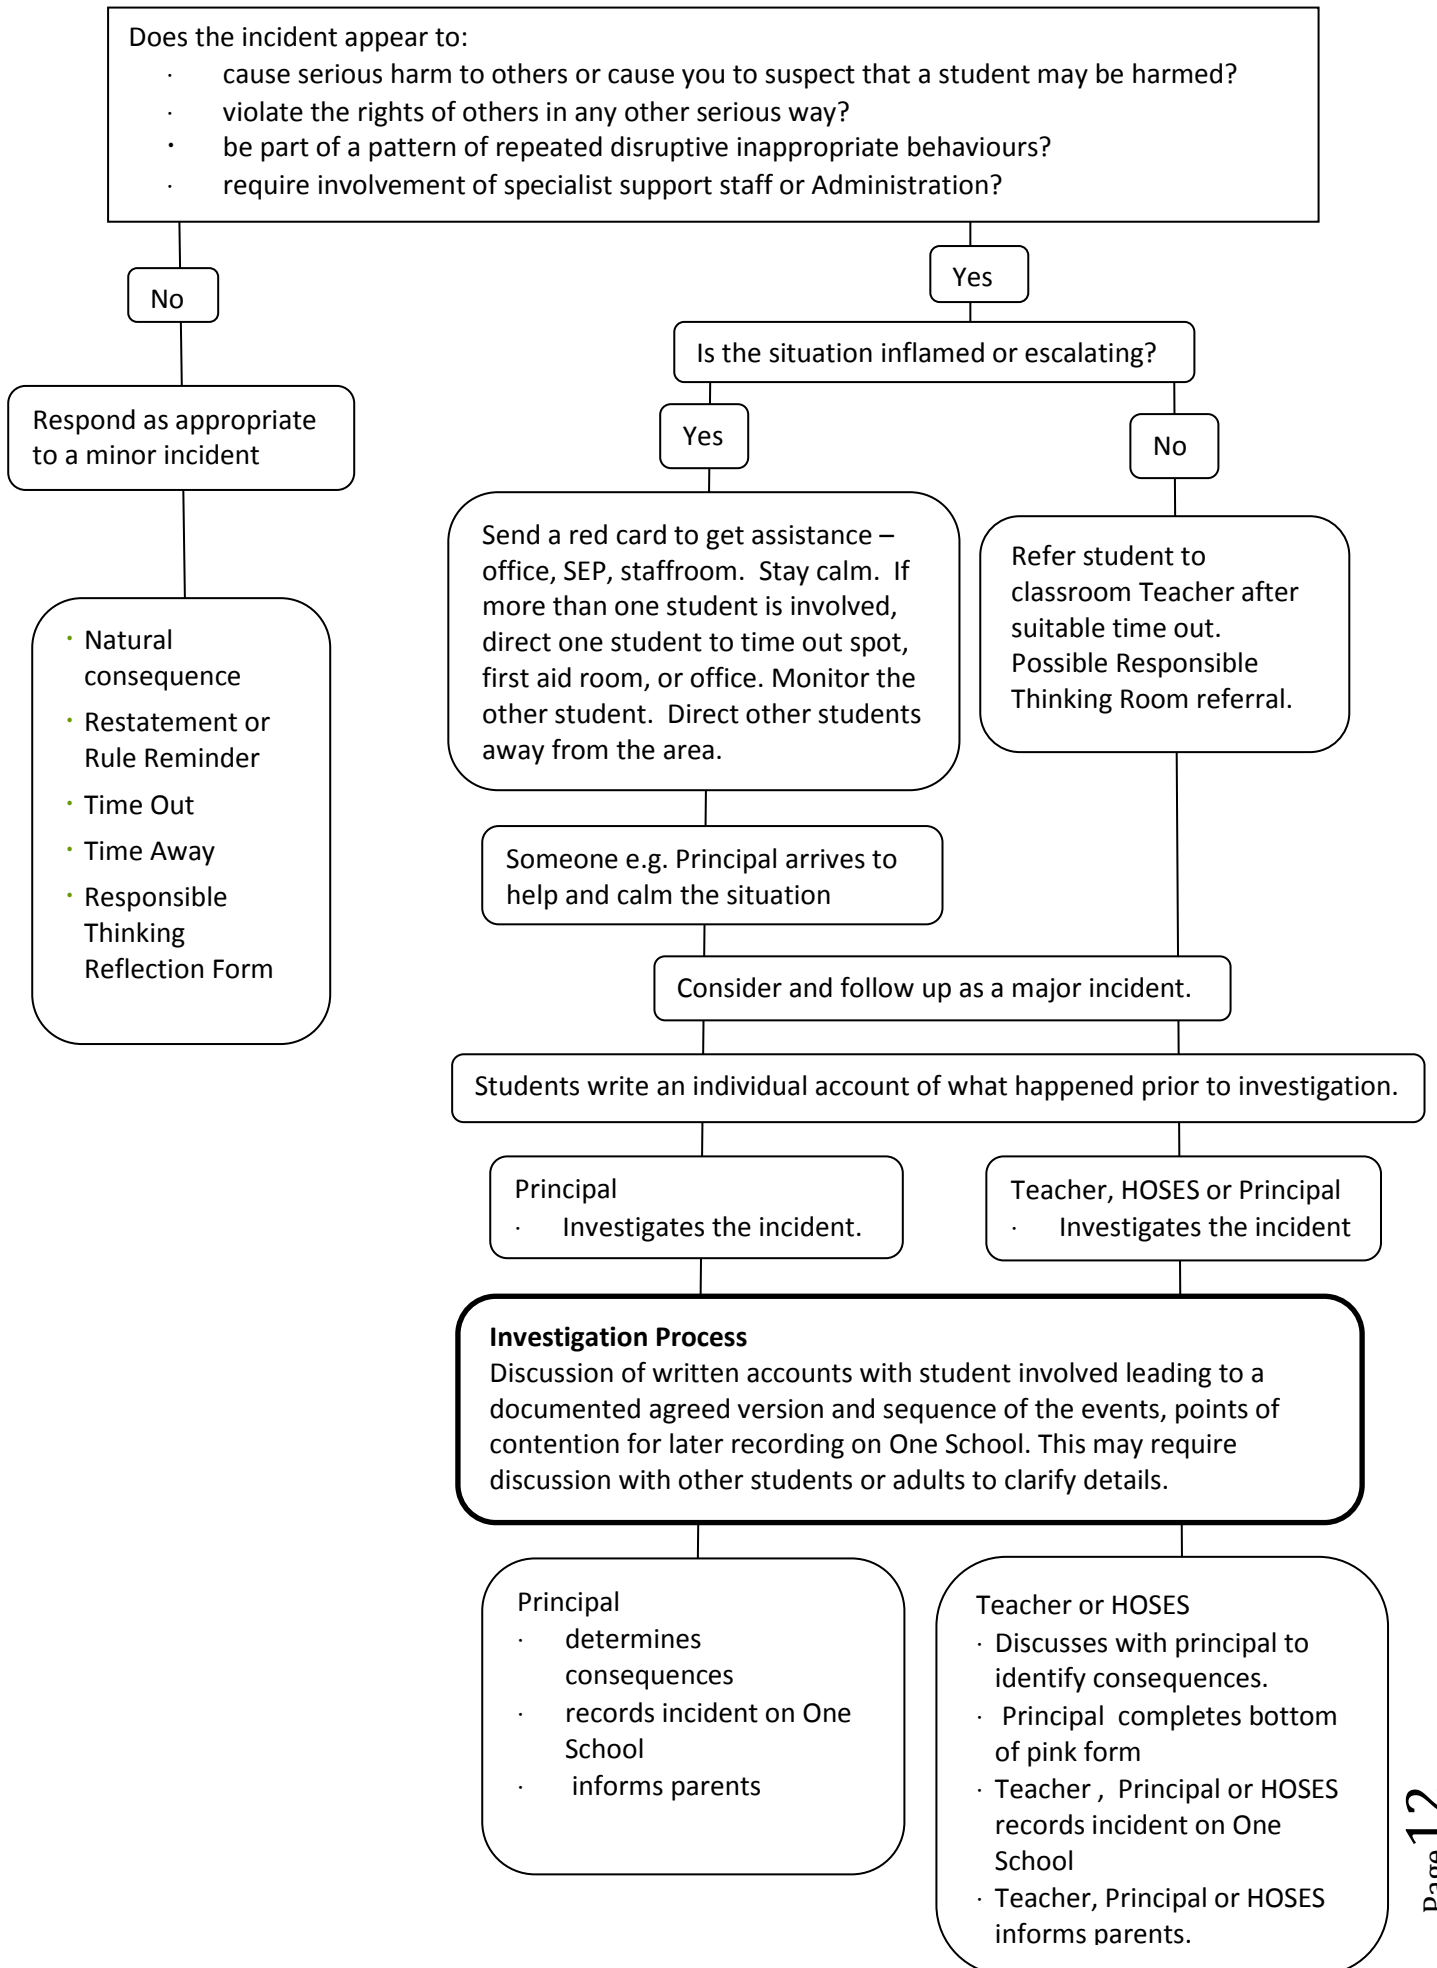 Does the incident appear to:
· cause serious harm to others or cause you to suspect that a student may be harmed?
· violate the rights of others in any other serious way?
· be part of a pattern of repeated disruptive inappropriate behaviours?
· require involvement of specialist support staff or Administration?
No
Yes
Is the situation inflamed or escalating?
Respond as appropriate
to a minor incident
Yes
No
· Natural
consequence
· Restatement or
Rule Reminder
· Time Out
· Time Away
· Responsible
Thinking
Reflection Form
Send a red card to get assistance –
office, SEP, staffroom. Stay calm. If
more than one student is involved,
direct one student to time out spot,
first aid room, or office. Monitor the
other student. Direct other students
away from the area.
Refer student to
classroom Teacher after
suitable time out.
Possible Responsible
Thinking Room referral.
Someone e.g. Principal arrives to
help and calm the situation
Consider and follow up as a major incident.
Students write an individual account of what happened prior to investigation.
Principal
· Investigates the incident.
Teacher, HOSES or Principal
· Investigates the incident
Investigation Process
Discussion of written accounts with student involved leading to a
documented agreed version and sequence of the events, points of
contention for later recording on One School. This may require
discussion with other students or adults to clarify details.
Principal
· determines
consequences
· records incident on One
School
· informs parents
Teacher or HOSES
· Discusses with principal to
identify consequences.
· Principal completes bottom
of pink form
· Teacher , Principal or HOSES
records incident on One
School
· Teacher, Principal or HOSES
informs parents.
Page 12